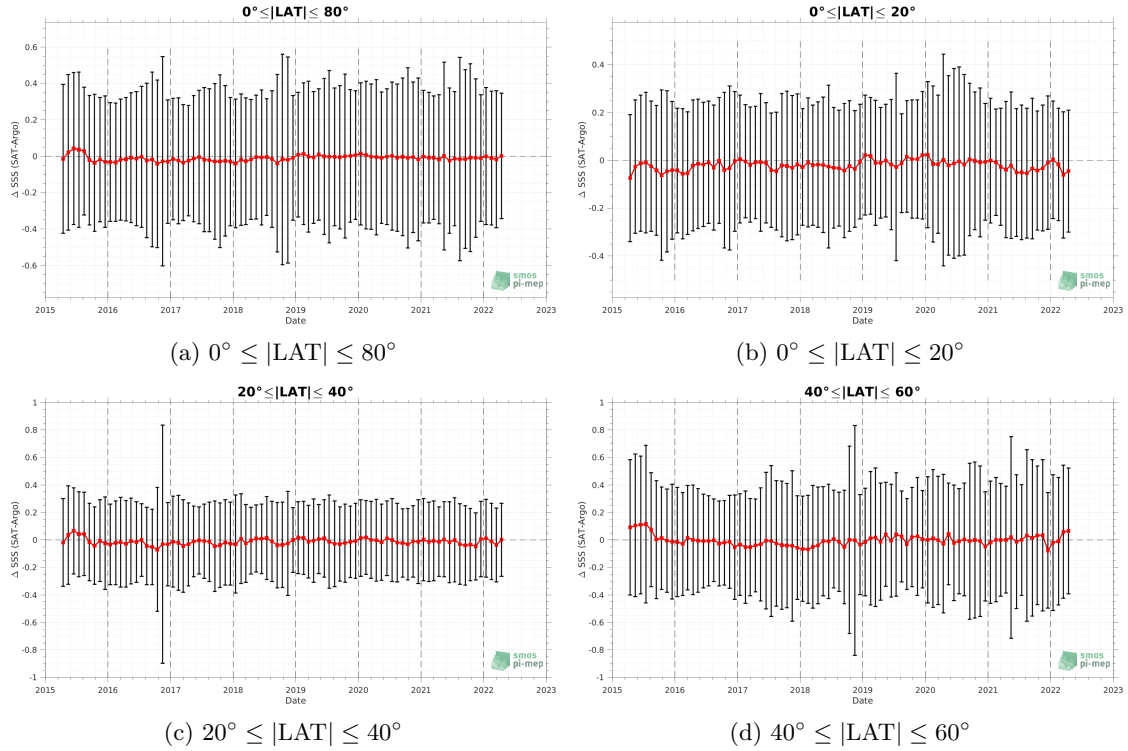 0°≤|LAT|≤ 80°
Δ SSS (SAT-Argo)
0.6
0.4
0.2
0
-0.2
-0.4
-0.6
smos
pi-mep
2015 2016 2017 2018 2019 2020 2021 2022 2023
Date
(a) 0° ≤ |LAT| ≤ 80°
0°≤|LAT|≤ 20°
Δ SSS (SAT-Argo)
0.4
0.2
0
-0.2
-0.4
smos
pi-mep
2015 2016 2017 2018 2019 2020 2021 2022 2023
Date
(b) 0° ≤ |LAT| ≤ 20°
20°≤|LAT|≤ 40°
Δ SSS (SAT-Argo)
1
0.8
0.6
0.4
0.2
0
-0.2
-0.4
-0.6
-0.8
-1
smos
pi-mep
2015 2016 2017 2018 2019 2020 2021 2022 2023
Date
(c) 20° ≤ |LAT| ≤ 40°
40°≤|LAT|≤ 60°
Δ SSS (SAT-Argo)
1
0.8
0.6
0.4
0.2
0
-0.2
-0.4
-0.6
-0.8
-1
smos
pi-mep
2015 2016 2017 2018 2019 2020 2021 2022 2023
Date
(d) 40° ≤ |LAT| ≤ 60°